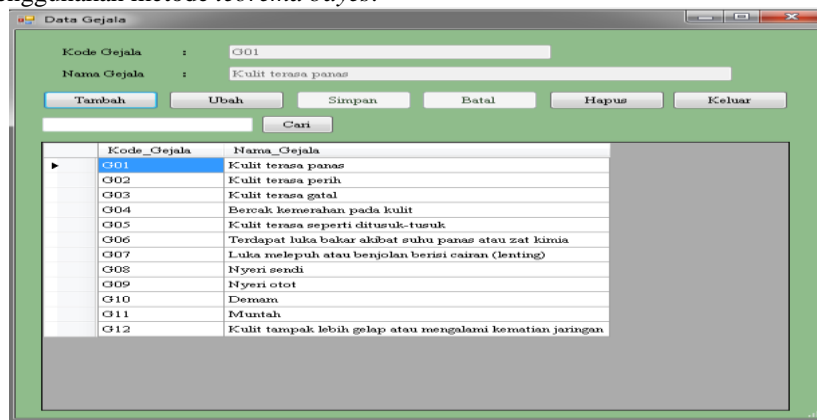 menggunakan metode teorema bayes.
Data Gejala
Kode Gejala : G01
Nama Gejala : Kulit terasa panas
Tambah Ubah Simpan Batal Hapus Keluar
Cari
Kode_Gejala Nama_Gejala
G01 Kulit terasa panas
G02 Kulit terasa perih
G03 Kulit terasa gatal
G04 Bercak kemerahan pada kulit
G05 Kulit terasa seperti ditusuk-tusuk
G06 Terdapat luka bakar akibat suhu panas atau zat kimia
G07 Luka melepuh atau benjolan berisi cairan (lenting)
G08 Nyeri sendi
G09 Nyeri otot
G10 Demam
G11 Muntah
G12 Kulit tampak lebih gelap atau mengalami kematian jaringan